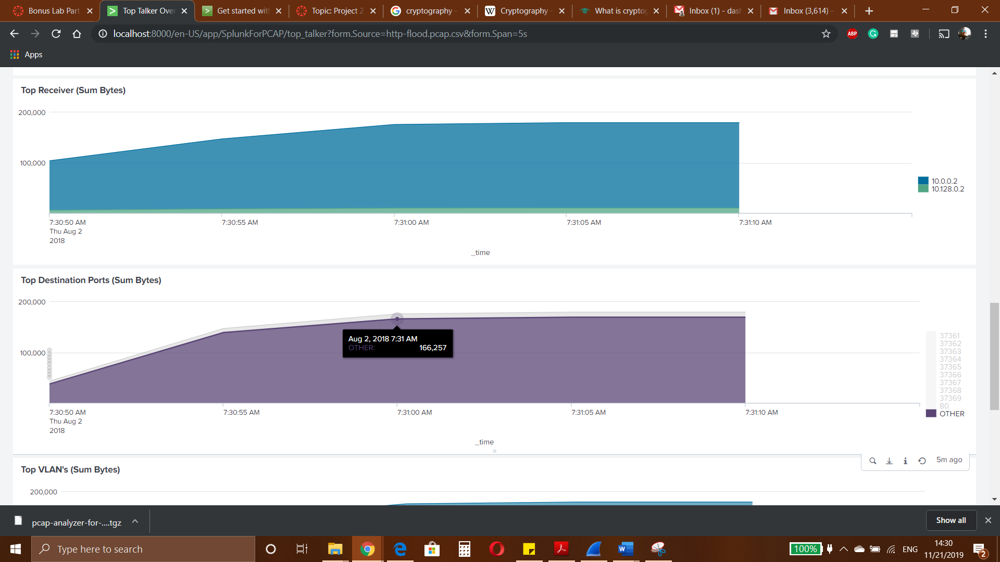 Bonus Lab Part
Top Talker Over
Get started with
Topic: Project 2
cryptography -
Cryptography -
What is cryptog
Inbox (1) - dash
Inbox (3,614) -
localhost:8000/en-US/app/SplunkForPCAP/top_talker?form.Source=http-flood.pcap.csv&form.Span=5s
ABP
Apps
Top Receiver (Sum Bytes)
200,000
100,000
10.0.0.2
10.128.0.2
7:30:50 AM 7:30:55 AM 7:31:00 AM 7:31:05 AM 7:31:10 AM
Thu Aug 2
2018
_time
Top Destination Ports (Sum Bytes)
200,000
100,000
Aug 2, 2018 7:31 AM
OTHER: 166,257
37361
37362
37363
37364
37365
37366
37367
37368
37369
80
OTHER
7:30:50 AM 7:30:55 AM 7:31:00 AM 7:31:05 AM 7:31:10 AM
Thu Aug 2
2018
_time
5m ago
Top VLAN's (Sum Bytes)
200,000
pcap-analyzer-for-....tgz
Show all
Type here to search
100%
ENG
14:30
11/21/2019
2